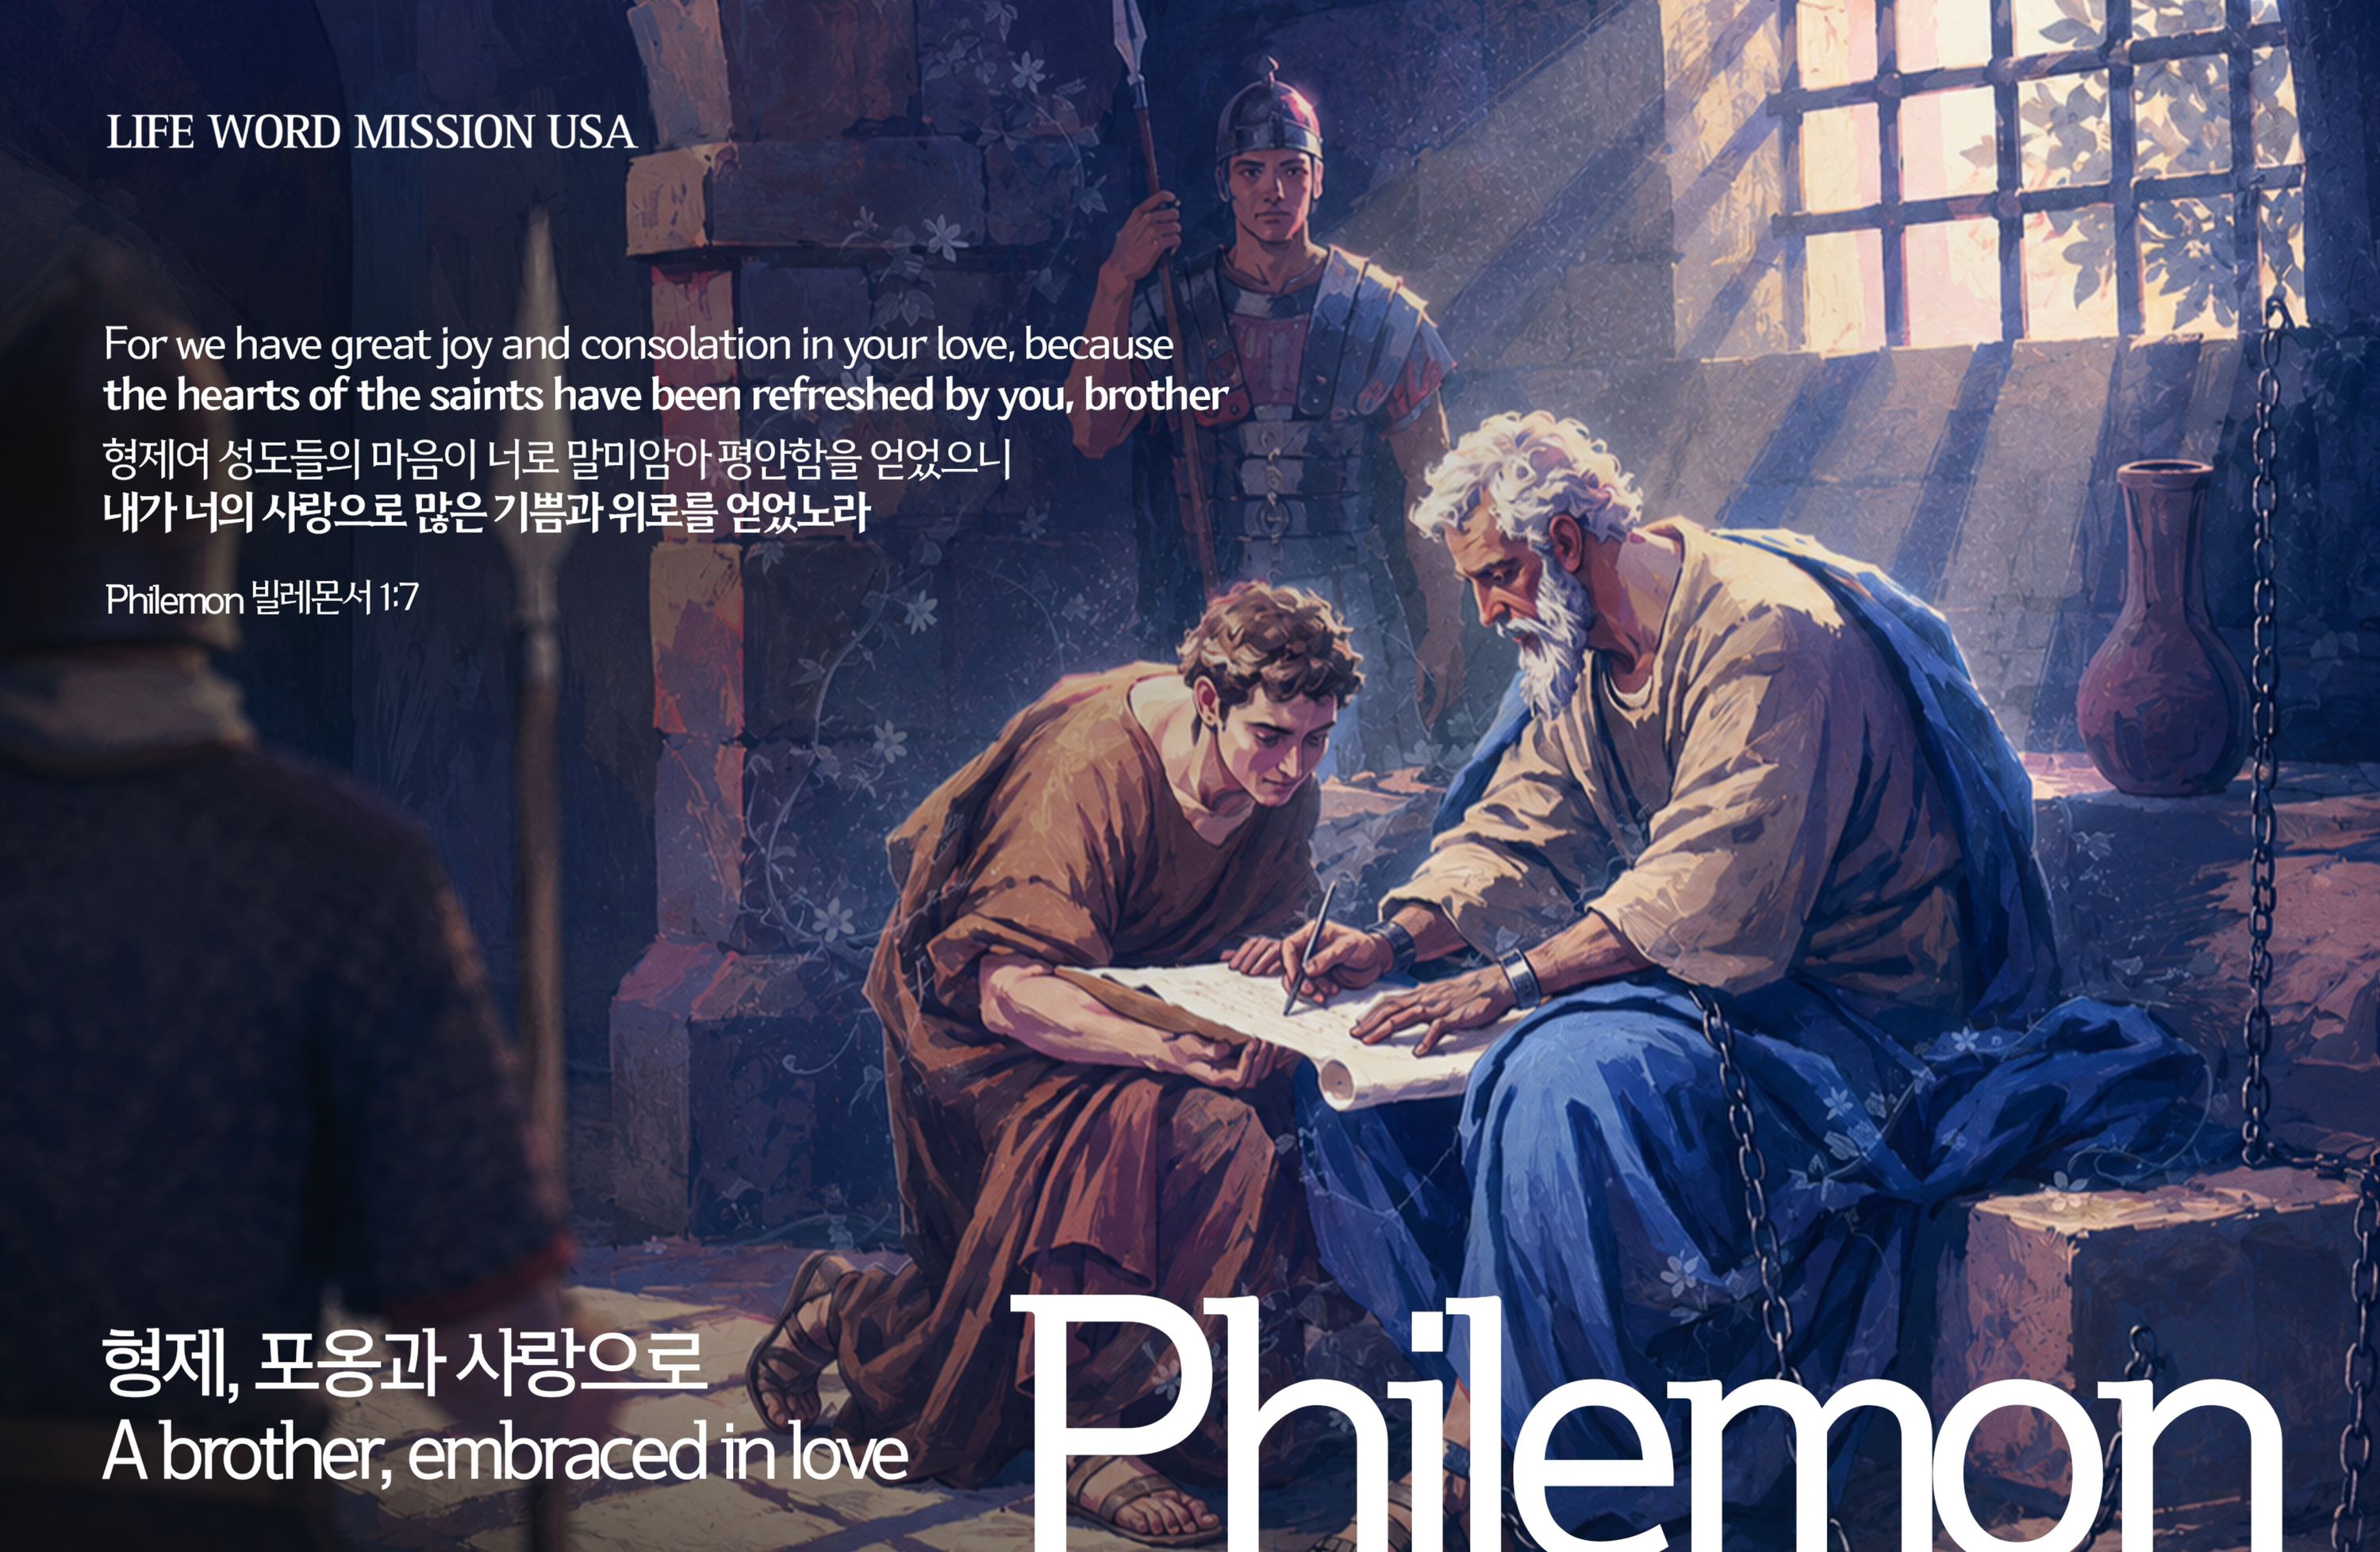 LIFE WORD MISSION USA
For we have great joy and consolation in your love, because
the hearts of the saints have been refreshed by you, brother
형제여 성도들의 마음이 너로 말미암아 평안함을 얻었으니
내가 너의 사랑으로 많은 기쁨과 위로를 얻었노라
Philemon 빌레몬서 1:7
형제, 포옹과 사랑으로
A brother, embraced in love
Philemon